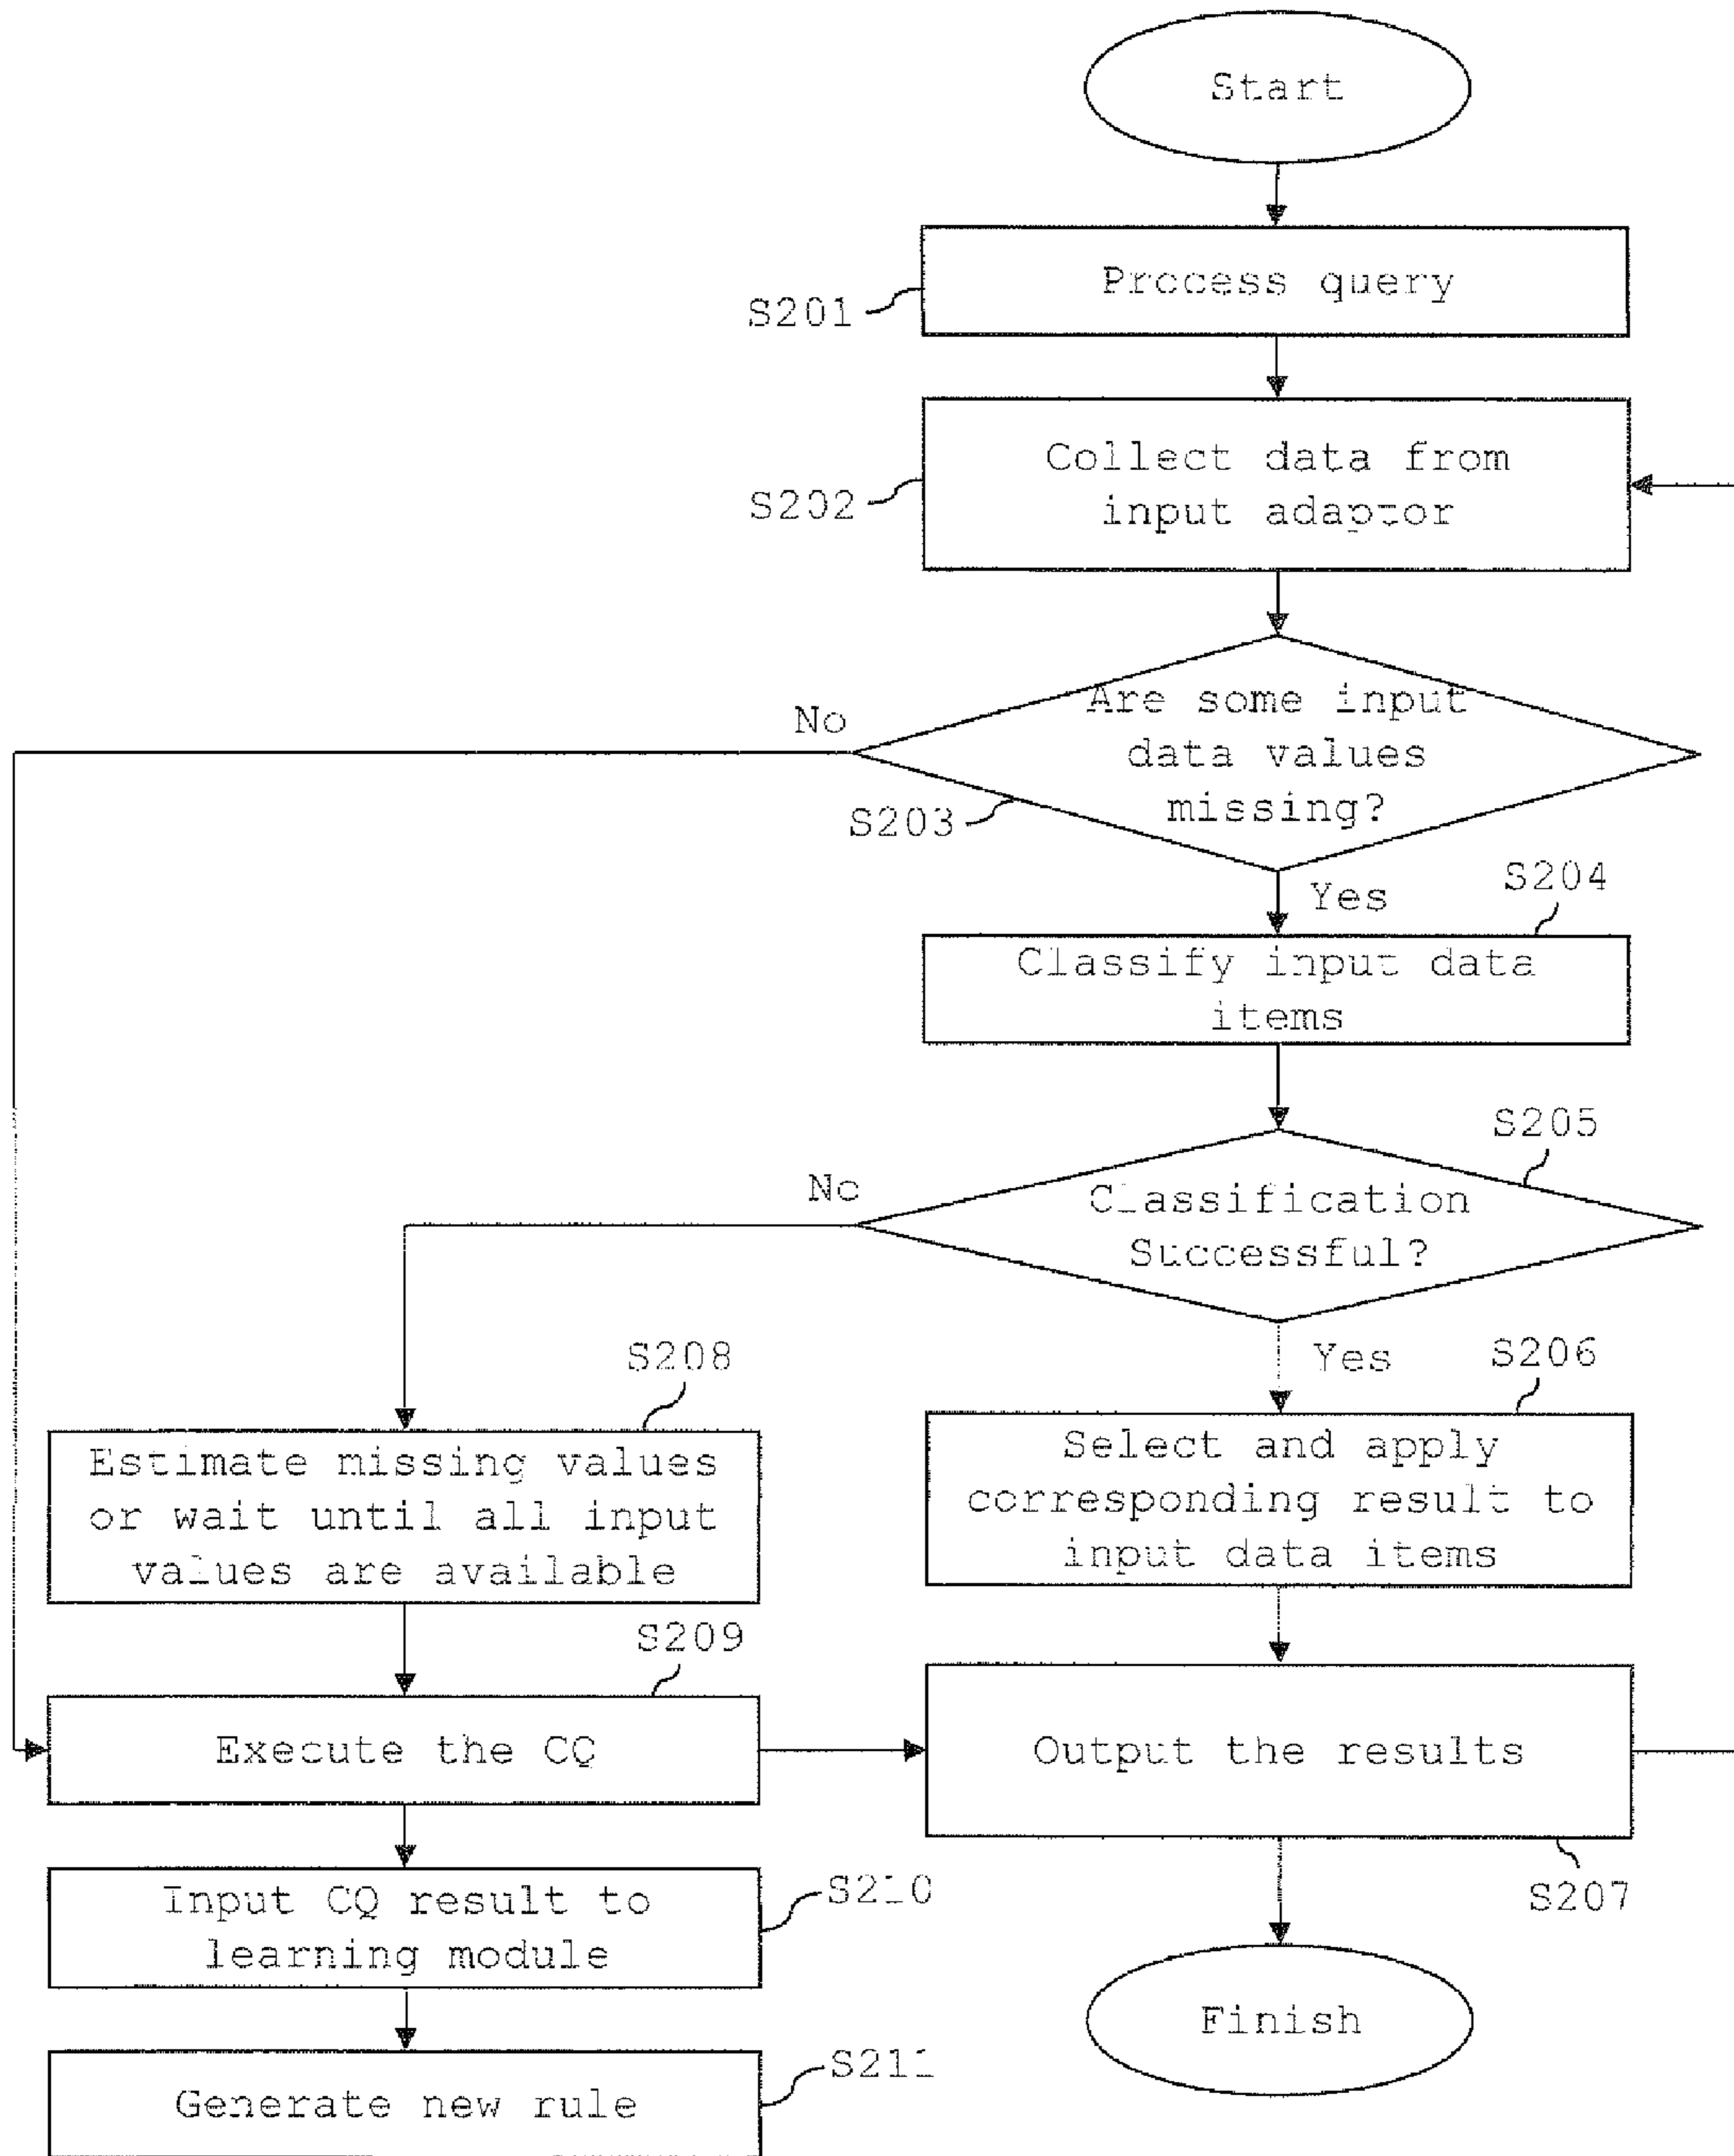 Start
Process query
S201
Collect data from
input adaptor
S202
Are some input
data values
missing?
No
S203
Yes
S204
Classify input data
items
S205
Classification
Successful?
No
Yes
S206
S208
Estimate missing values
or wait until all input
values are available
Select and apply
corresponding result to
input data items
S209
Execute the CQ
Output the results
S207
Input CQ result to
learning module
S210
Finish
Generate new rule
S211